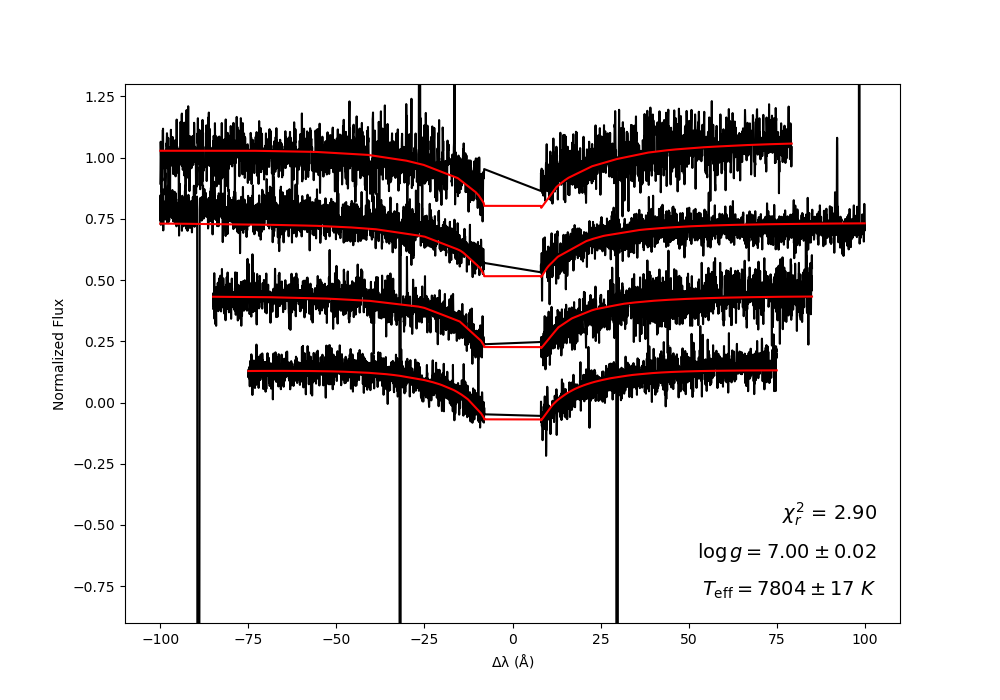 1.25
1.00
0.75
0.50
0.25
0.00
−0.25
−0.50
−0.75
Normalized Flux
χ²ᵣ = 2.90
log g = 7.00 ± 0.02
T_eff = 7804 ± 17 K
−100 −75 −50 −25 0 25 50 75 100
Δλ (Å)